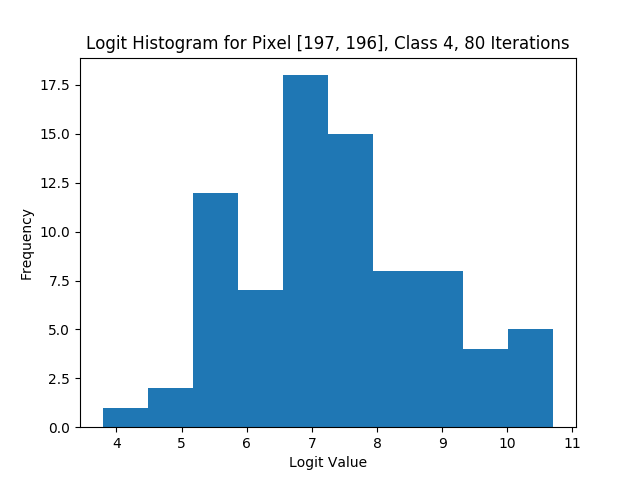 Logit Histogram for Pixel [197, 196], Class 4, 80 Iterations
17.5
15.0
12.5
10.0
7.5
5.0
2.5
0.0
Frequency
4 5 6 7 8 9 10 11
Logit Value